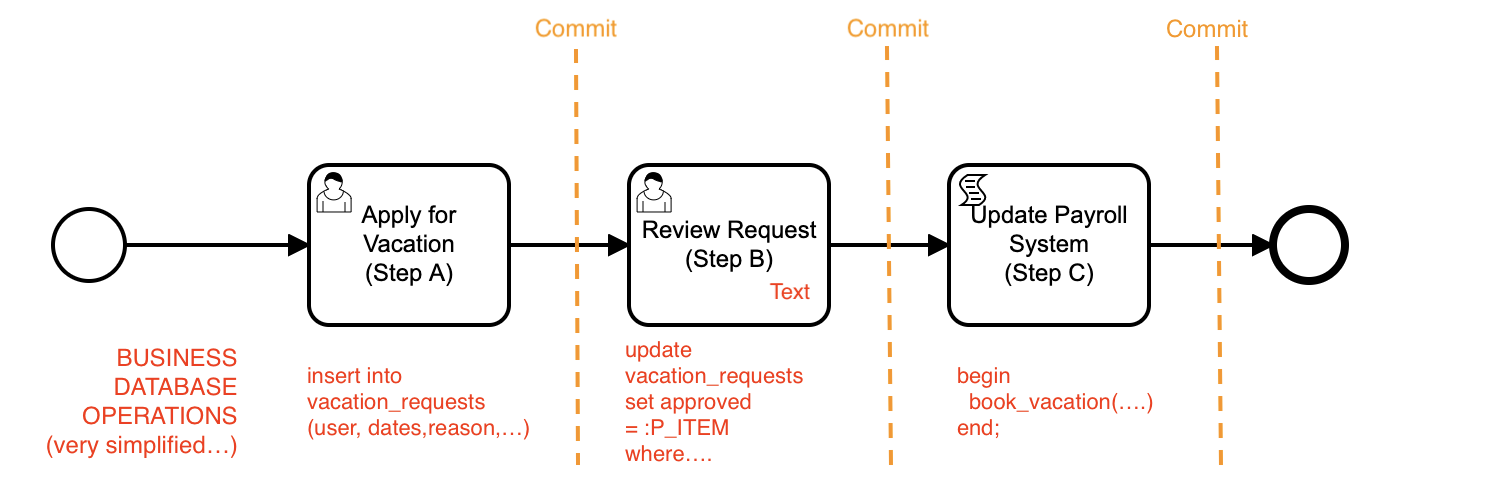 Commit
Commit
Commit
Apply for
Vacation
(Step A)
Review Request
(Step B)
Text
Update Payroll
System
(Step C)
BUSINESS
DATABASE
OPERATIONS
(very simplified…)
insert into
vacation_requests
(user, dates,reason,…)
update
vacation_requests
set approved
= :P_ITEM
where….
begin
book_vacation(….)
end;